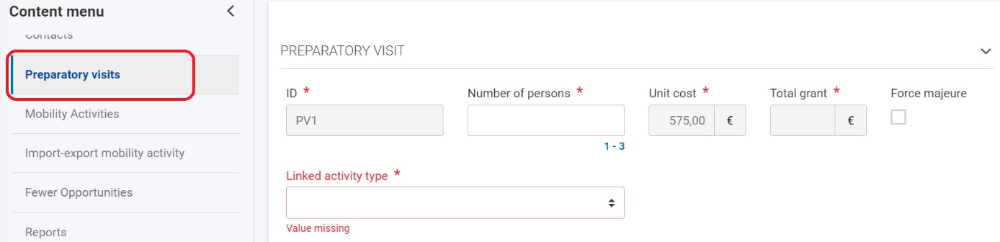 Content menu
Contacts
Preparatory visits
Mobility Activities
Import-export mobility activity
Fewer Opportunities
Reports
PREPARATORY VISIT
ID * Number of persons * Unit cost * Total grant * Force majeure
PV1 575,00 € €
1 - 3
Linked activity type *
Value missing